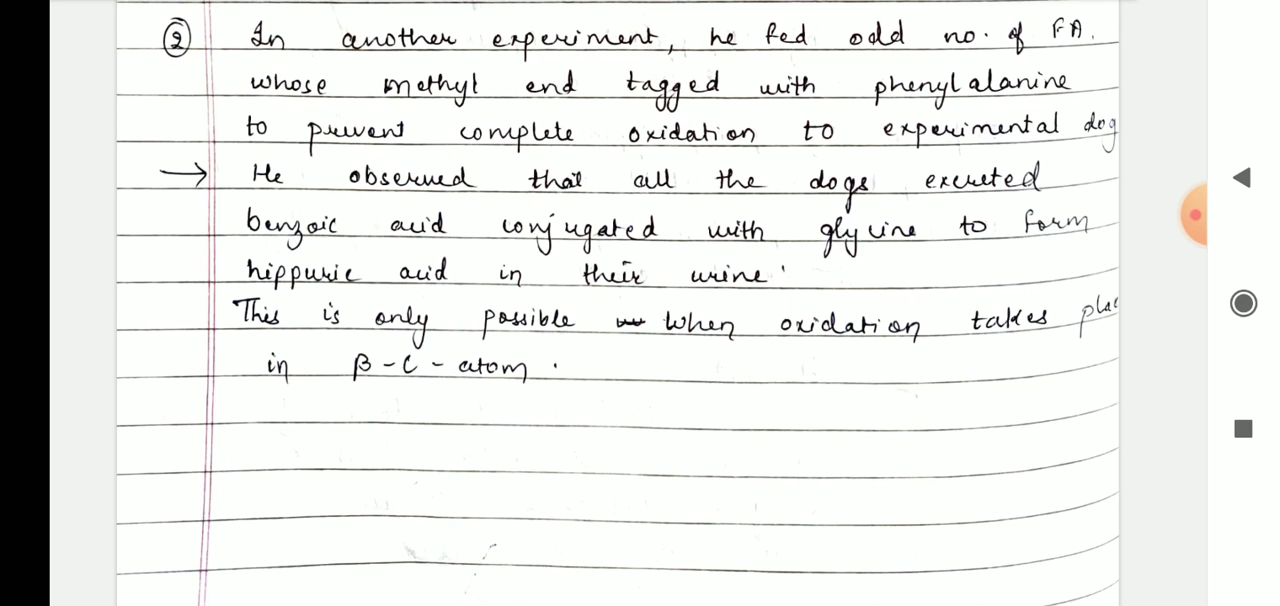 ② In another experiment, he fed odd no. of FA.
whose methyl end tagged with phenylalanine
to prevent complete oxidation to experimental dog
→ He observed that all the dogs excreted
benzoic acid conjugated with glycine to form
hippuric acid in their urine.
This is only possible when oxidation takes plac
in β-C-atom.